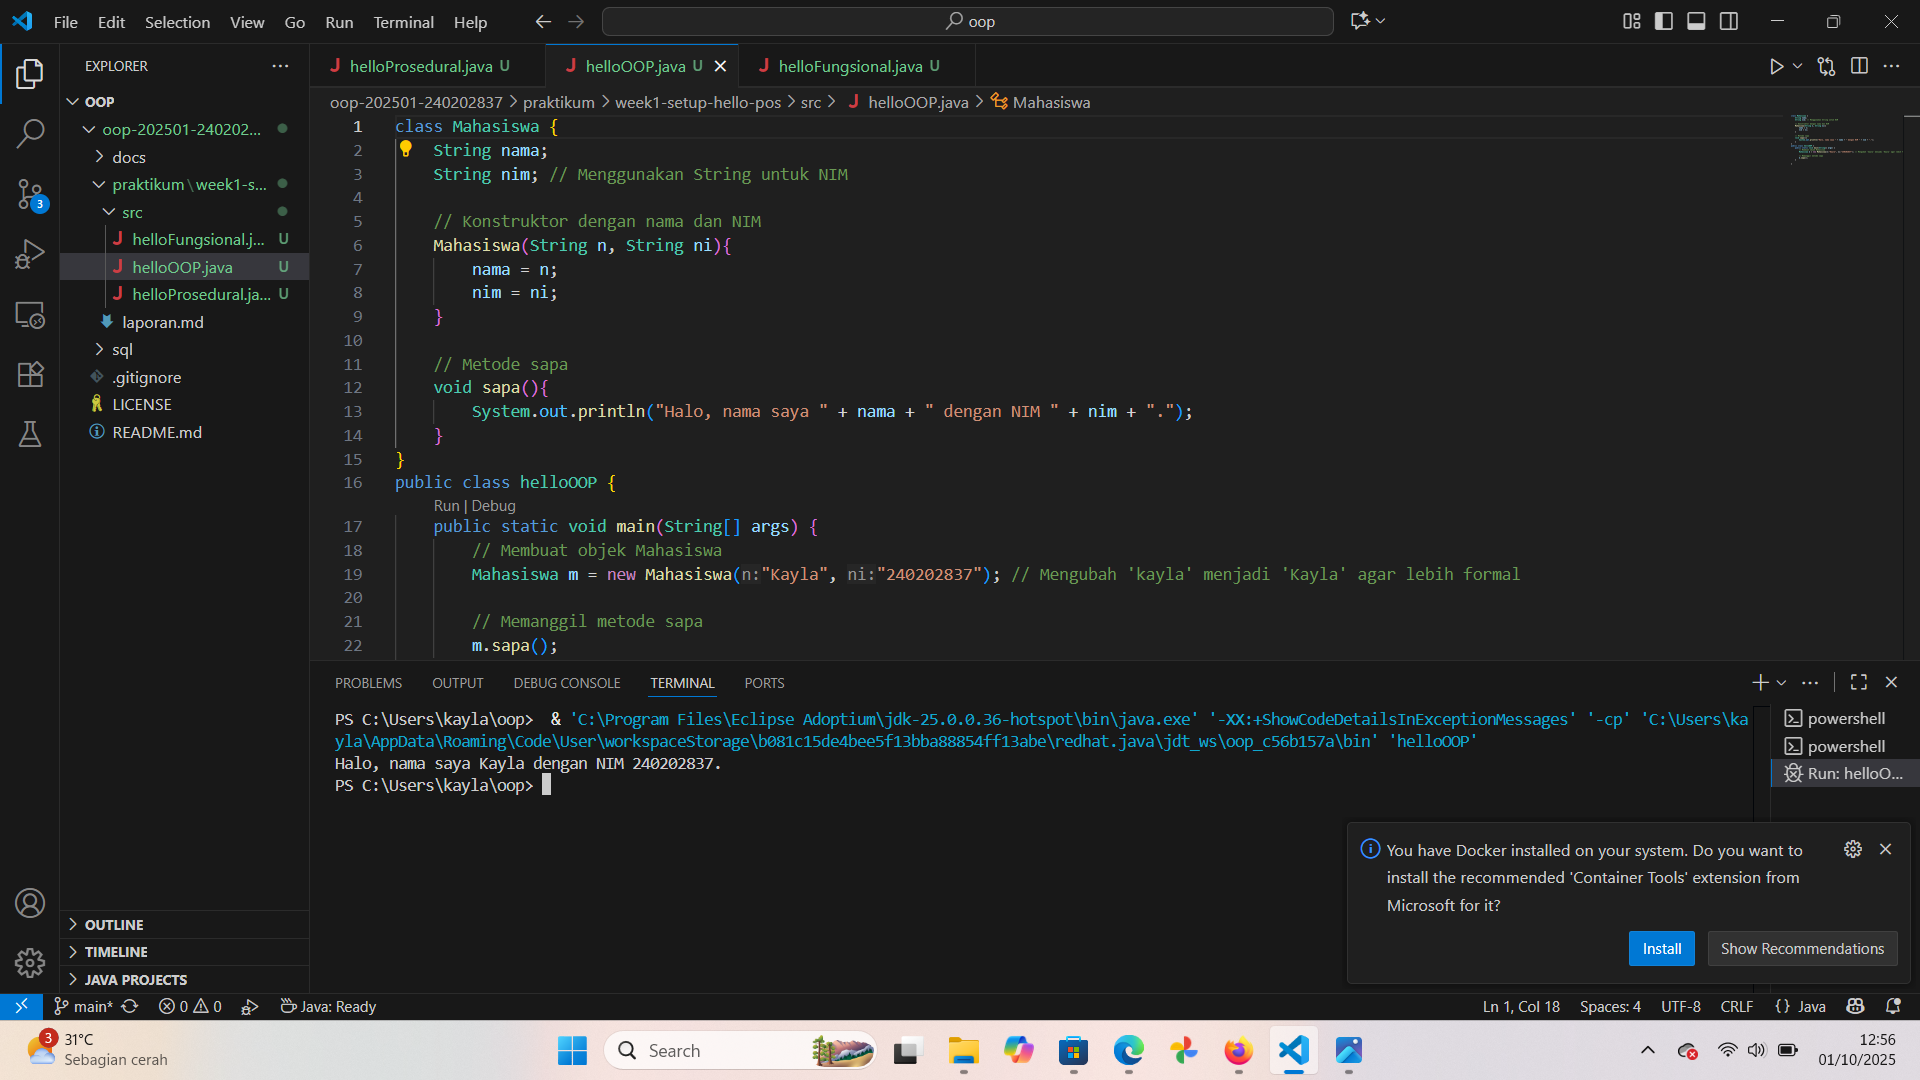 File Edit Selection View Go Run Terminal Help
oop
EXPLORER
OOP
oop-202501-240202...
docs
praktikum\week1-s...
src
helloFungsional.j... U
helloOOP.java U
helloProsedural.ja... U
laporan.md
sql
.gitignore
LICENSE
README.md
3
OUTLINE
TIMELINE
JAVA PROJECTS
helloProsedural.java U
helloOOP.java U
helloFungsional.java U
oop-202501-240202837 > praktikum > week1-setup-hello-pos > src > helloOOP.java > Mahasiswa
1 class Mahasiswa {
2 String nama;
3 String nim; // Menggunakan String untuk NIM
4
5 // Konstruktor dengan nama dan NIM
6 Mahasiswa(String n, String ni){
7 nama = n;
8 nim = ni;
9 }
10
11 // Metode sapa
12 void sapa(){
13 System.out.println("Halo, nama saya " + nama + " dengan NIM " + nim + ".");
14 }
15 }
16 public class helloOOP {
Run | Debug
17 public static void main(String[] args) {
18 // Membuat objek Mahasiswa
19 Mahasiswa m = new Mahasiswa(n:"Kayla", ni:"240202837"); // Mengubah 'kayla' menjadi 'Kayla' agar lebih formal
20
21 // Memanggil metode sapa
22 m.sapa();
PROBLEMS OUTPUT DEBUG CONSOLE TERMINAL PORTS
PS C:\Users\kayla\oop>  & 'C:\Program Files\Eclipse Adoptium\jdk-25.0.0.36-hotspot\bin\java.exe' '-XX:+ShowCodeDetailsInExceptionMessages' '-cp' 'C:\Users\ka
yla\AppData\Roaming\Code\User\workspaceStorage\b081c15de4bee5f13bba88854ff13abe\redhat.java\jdt_ws\oop_c56b157a\bin' 'helloOOP'
Halo, nama saya Kayla dengan NIM 240202837.
PS C:\Users\kayla\oop>
powershell
powershell
Run: helloO...
You have Docker installed on your system. Do you want to
install the recommended 'Container Tools' extension from
Microsoft for it?
Install Show Recommendations
main* 0 0 Java: Ready
Ln 1, Col 18 Spaces: 4 UTF-8 CRLF {} Java
3
31°C
Sebagian cerah
Search
12:56
01/10/2025